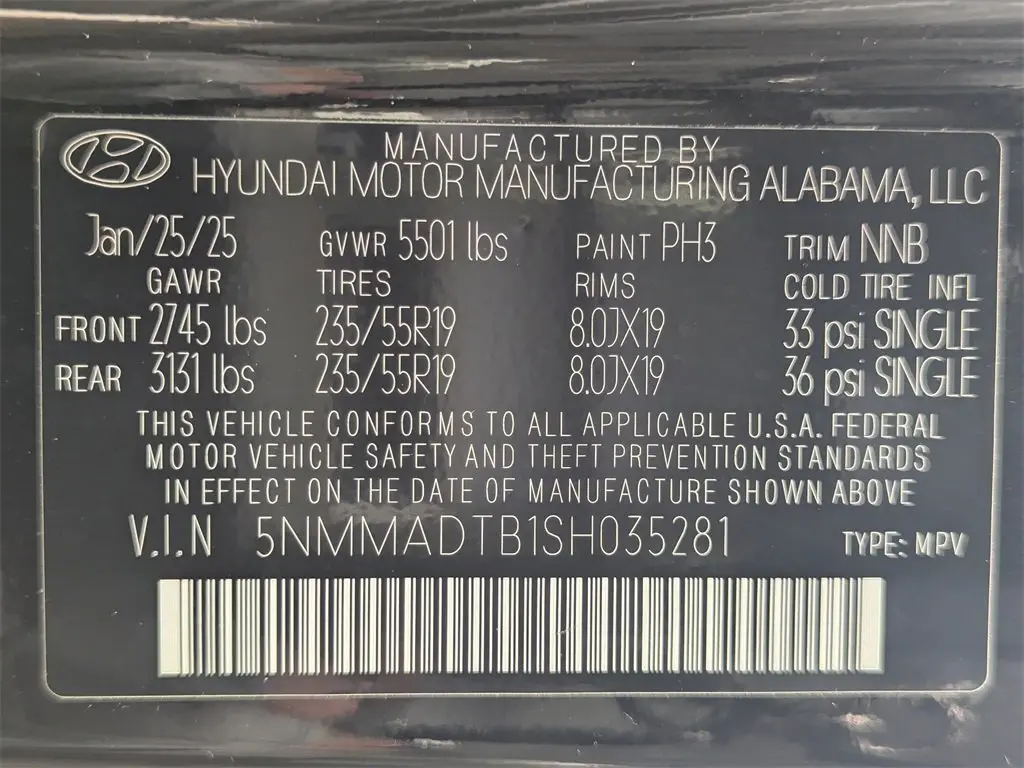 MANUFACTURED BY
HYUNDAI MOTOR MANUFACTURING ALABAMA, LLC
Jan/25/25 GVWR 5501 lbs PAINT PH3 TRIM NNB
GAWR TIRES RIMS COLD TIRE INFL
FRONT 2745 lbs 235/55R19 8.0JX19 33 psi SINGLE
REAR 3131 lbs 235/55R19 8.0JX19 36 psi SINGLE
THIS VEHICLE CONFORMS TO ALL APPLICABLE U.S.A. FEDERAL
MOTOR VEHICLE SAFETY AND THEFT PREVENTION STANDARDS
IN EFFECT ON THE DATE OF MANUFACTURE SHOWN ABOVE
V.I.N 5NMMADTB1SH035281 TYPE: MPV